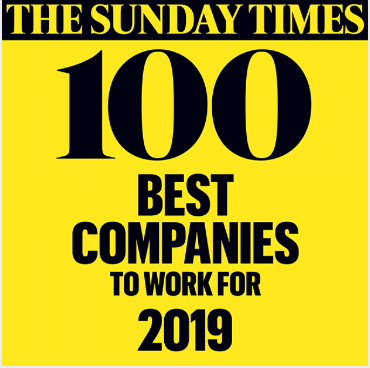 THE SUNDAY TIMES
100
BEST
COMPANIES
TO WORK FOR
2019